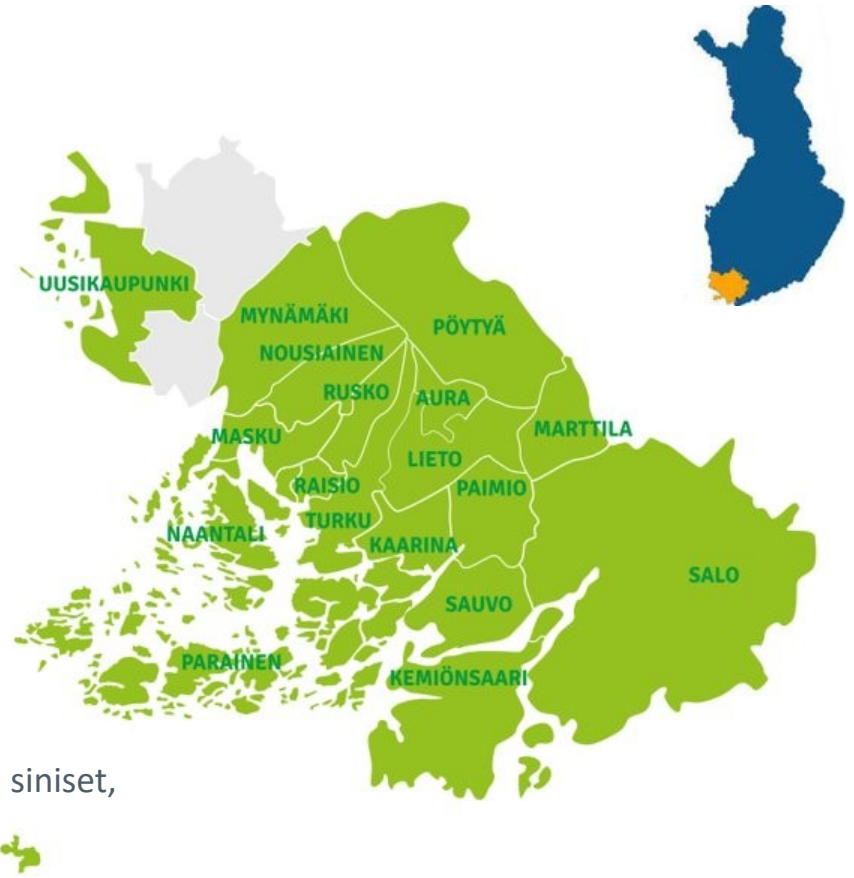 UUSIKAUPUNKI
MYNÄMÄKI
PÖYTYÄ
NOUSIAINEN
RUSKO
AURA
MASKU
MARTTILA
LIETO
RAISIO
PAIMIO
TURKU
NAANTALI
KAARINA
SALO
SAUVO
PARAINEN
KEMIÖNSAARI
siniset,